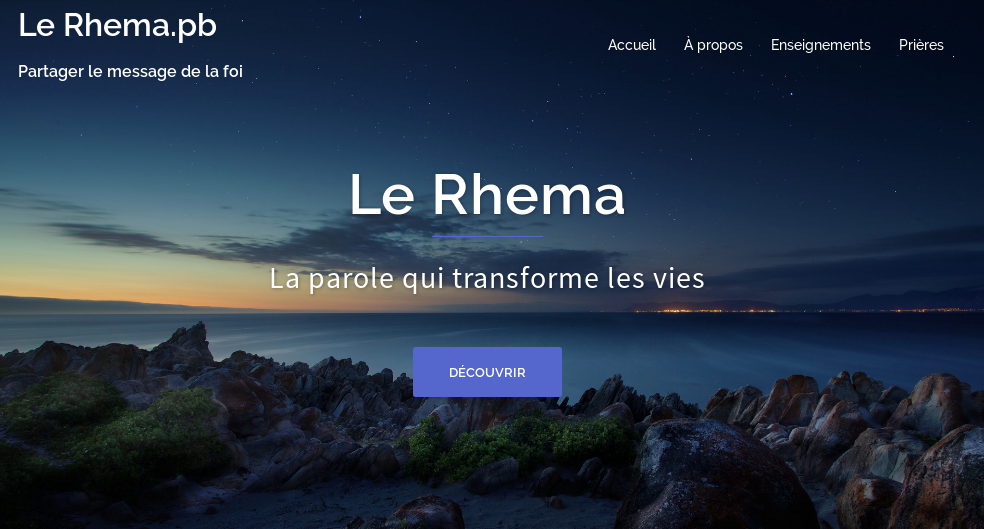 Le Rhema.pb
Partager le message de la foi
Accueil À propos Enseignements Prières
Le Rhema
La parole qui transforme les vies
DÉCOUVRIR